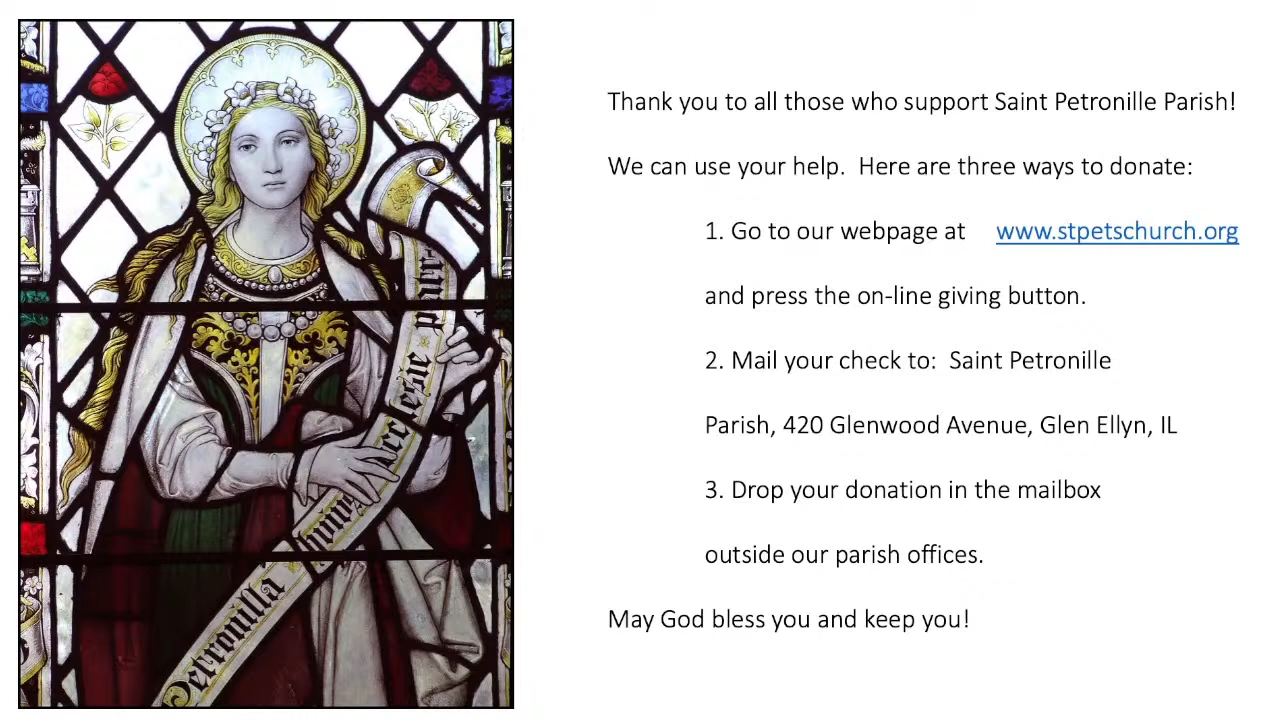 Thank you to all those who support Saint Petronille Parish!
We can use your help. Here are three ways to donate:
1. Go to our webpage at www.stpetschurch.org
and press the on-line giving button.
2. Mail your check to: Saint Petronille
Parish, 420 Glenwood Avenue, Glen Ellyn, IL
3. Drop your donation in the mailbox
outside our parish offices.
May God bless you and keep you!
Petronilla